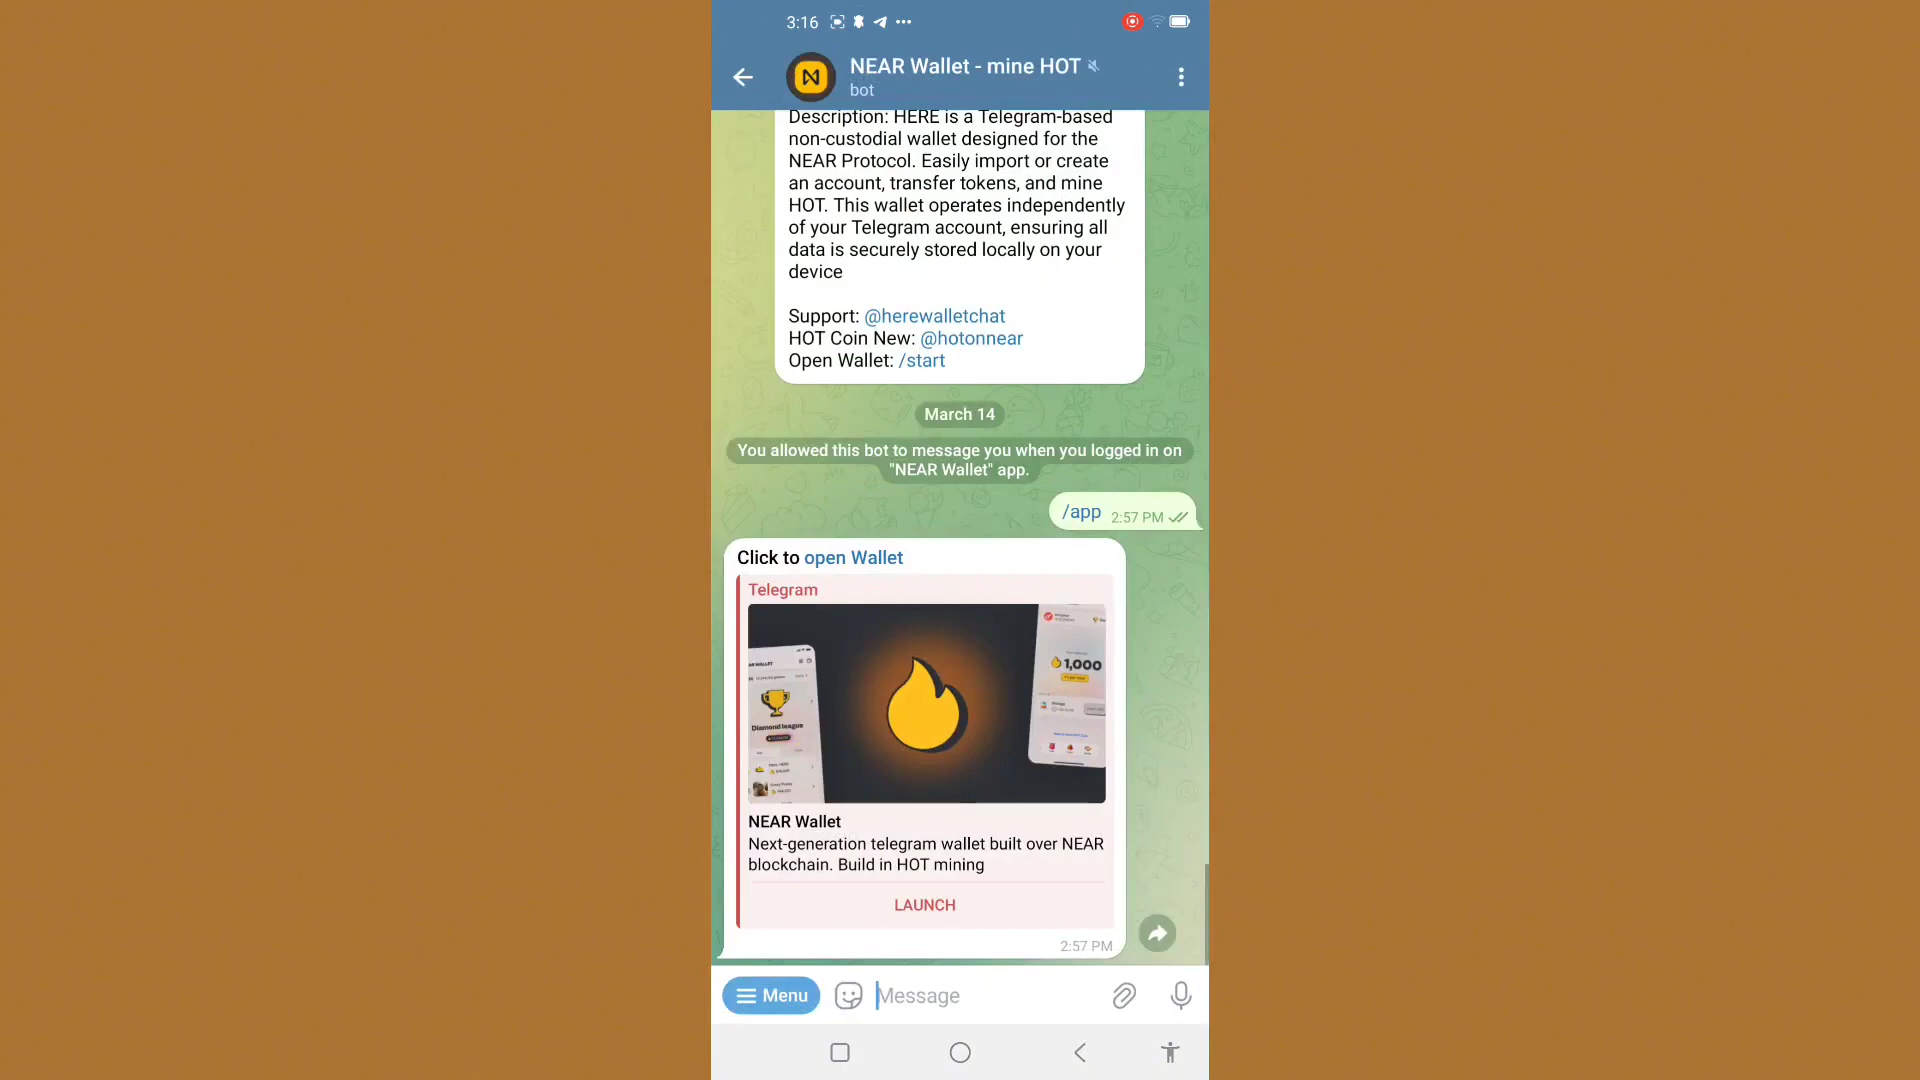 3:16
NEAR Wallet - mine HOT
bot
Description: HERE is a Telegram-based
non-custodial wallet designed for the
NEAR Protocol. Easily import or create
an account, transfer tokens, and mine
HOT. This wallet operates independently
of your Telegram account, ensuring all
data is securely stored locally on your
device
Support: @herewalletchat
HOT Coin New: @hotonnear
Open Wallet: /start
March 14
You allowed this bot to message you when you logged in on
"NEAR Wallet" app.
/app 2:57 PM
Click to open Wallet
Telegram
1,000
Diamond league
NEAR Wallet
Next-generation telegram wallet built over NEAR
blockchain. Build in HOT mining
LAUNCH
2:57 PM
Menu
Message